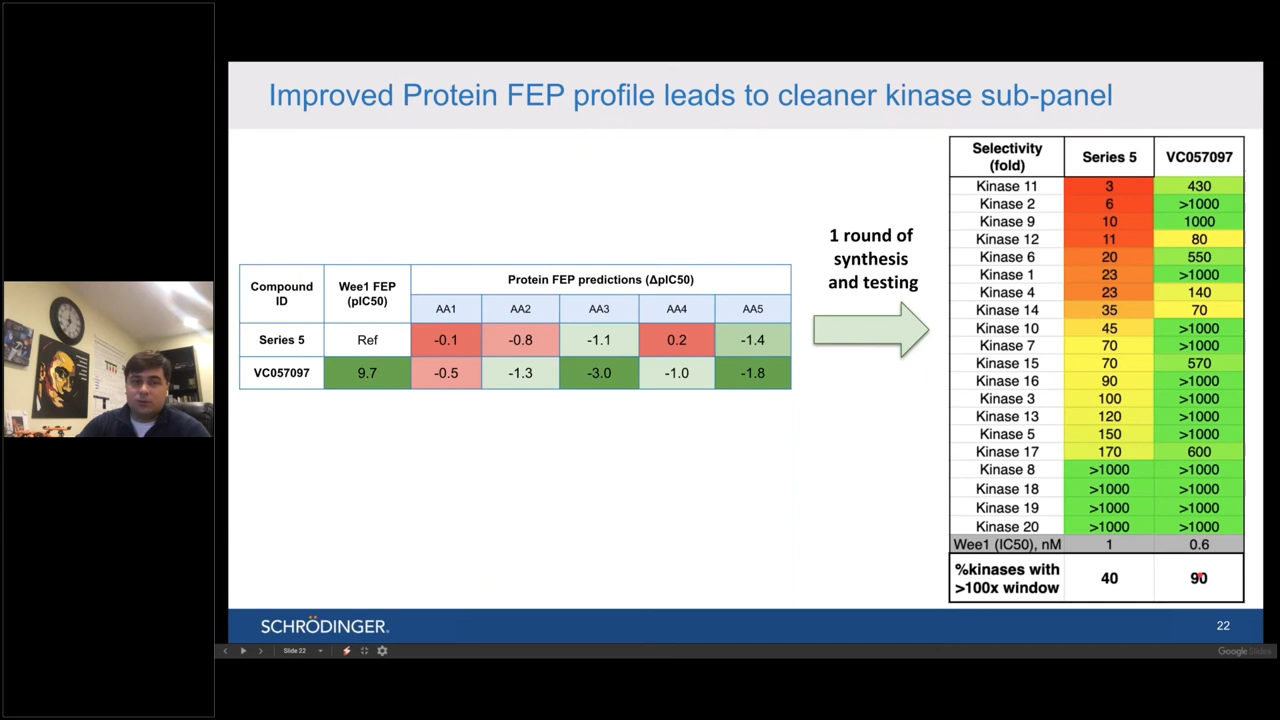 Improved Protein FEP profile leads to cleaner kinase sub-panel
Compound ID | Wee1 FEP (pIC50) | Protein FEP predictions (ΔpIC50)
AA1 | AA2 | AA3 | AA4 | AA5
Series 5 | Ref | -0.1 | -0.8 | -1.1 | 0.2 | -1.4
VC057097 | 9.7 | -0.5 | -1.3 | -3.0 | -1.0 | -1.8
1 round of
synthesis
and testing
Selectivity (fold) | Series 5 | VC057097
Kinase 11 | 3 | 430
Kinase 2 | 6 | >1000
Kinase 9 | 10 | 1000
Kinase 12 | 11 | 80
Kinase 6 | 20 | 550
Kinase 1 | 23 | >1000
Kinase 4 | 23 | 140
Kinase 14 | 35 | 70
Kinase 10 | 45 | >1000
Kinase 7 | 70 | >1000
Kinase 15 | 70 | 570
Kinase 16 | 90 | >1000
Kinase 3 | 100 | >1000
Kinase 13 | 120 | >1000
Kinase 5 | 150 | >1000
Kinase 17 | 170 | 600
Kinase 8 | >1000 | >1000
Kinase 18 | >1000 | >1000
Kinase 19 | >1000 | >1000
Kinase 20 | >1000 | >1000
Wee1 (IC50), nM | 1 | 0.6
%kinases with >100x window | 40 | 90
SCHRÖDINGER.
22
Slide 22
Google Slides